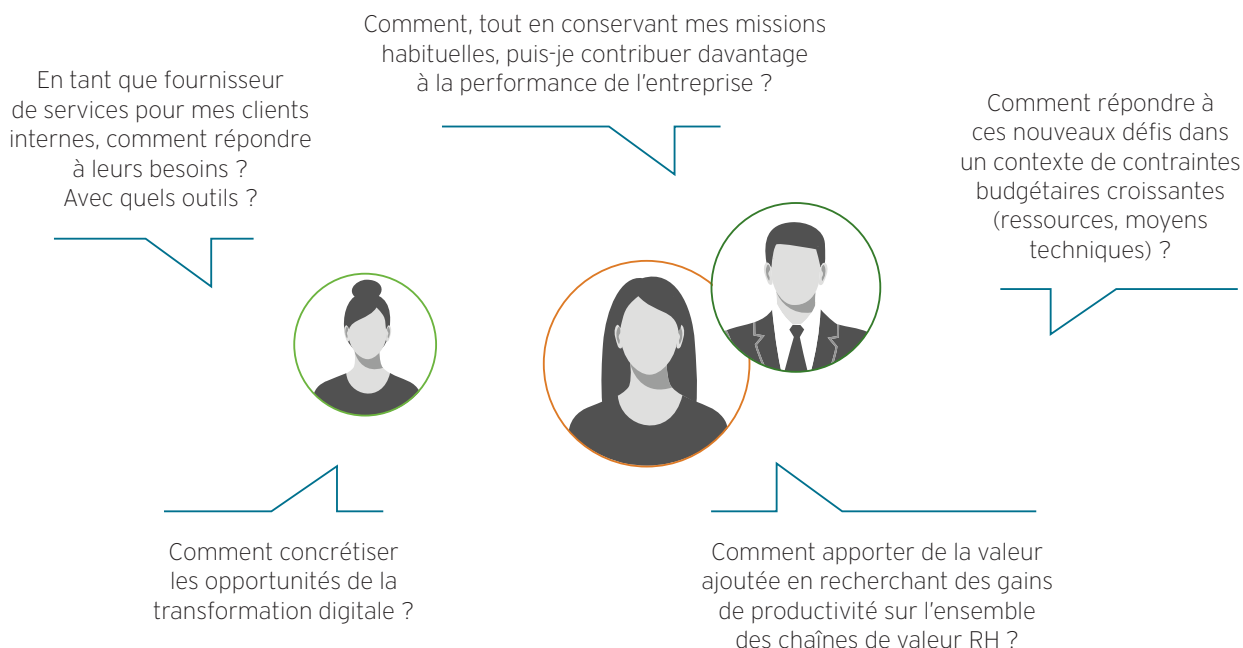 Comment, tout en conservant mes missions
habituelles, puis-je contribuer davantage
à la performance de l'entreprise ?
En tant que fournisseur
de services pour mes clients
internes, comment répondre
à leurs besoins ?
Avec quels outils ?
Comment répondre à
ces nouveaux défis dans
un contexte de contraintes
budgétaires croissantes
(ressources, moyens
techniques) ?
Comment concrétiser
les opportunités de la
transformation digitale ?
Comment apporter de la valeur
ajoutée en recherchant des gains
de productivité sur l'ensemble
des chaînes de valeur RH ?